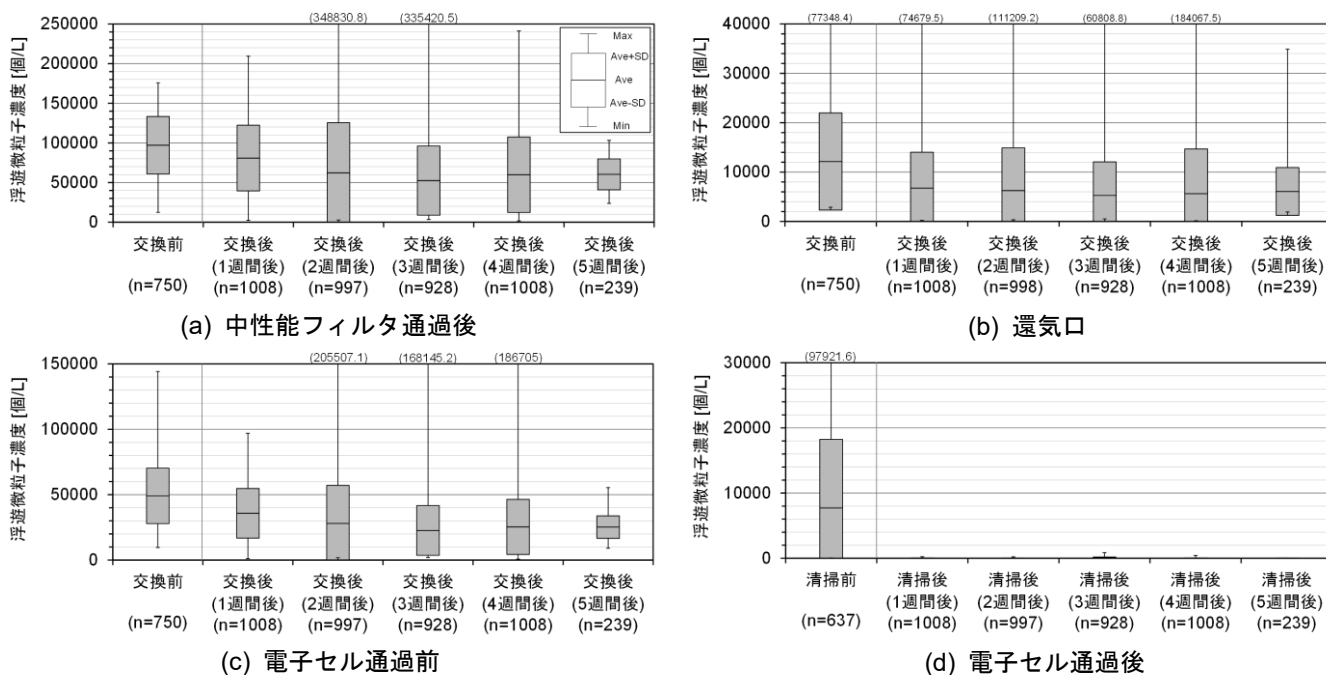 (348830.8) (335420.5)
浮遊微粒子濃度 [個/L]
250000
200000
150000
100000
50000
0
Max
Ave+SD
Ave
Ave-SD
Min
交換前 交換後 交換後 交換後 交換後 交換後
(1週間後) (2週間後) (3週間後) (4週間後) (5週間後)
(n=750) (n=1008) (n=997) (n=928) (n=1008) (n=239)
(a) 中性能フィルタ通過後
(77348.4) (74679.5) (111209.2) (60808.8) (184067.5)
浮遊微粒子濃度 [個/L]
40000
30000
20000
10000
0
交換前 交換後 交換後 交換後 交換後 交換後
(1週間後) (2週間後) (3週間後) (4週間後) (5週間後)
(n=750) (n=1008) (n=998) (n=928) (n=1008) (n=239)
(b) 還気口
(205507.1) (168145.2) (186705)
浮遊微粒子濃度 [個/L]
150000
100000
50000
0
交換前 交換後 交換後 交換後 交換後 交換後
(1週間後) (2週間後) (3週間後) (4週間後) (5週間後)
(n=750) (n=1008) (n=997) (n=928) (n=1008) (n=239)
(c) 電子セル通過前
(97921.6)
浮遊微粒子濃度 [個/L]
30000
20000
10000
0
清掃前 清掃後 清掃後 清掃後 清掃後 清掃後
(1週間後) (2週間後) (3週間後) (4週間後) (5週間後)
(n=637) (n=1008) (n=997) (n=928) (n=1008) (n=239)
(d) 電子セル通過後